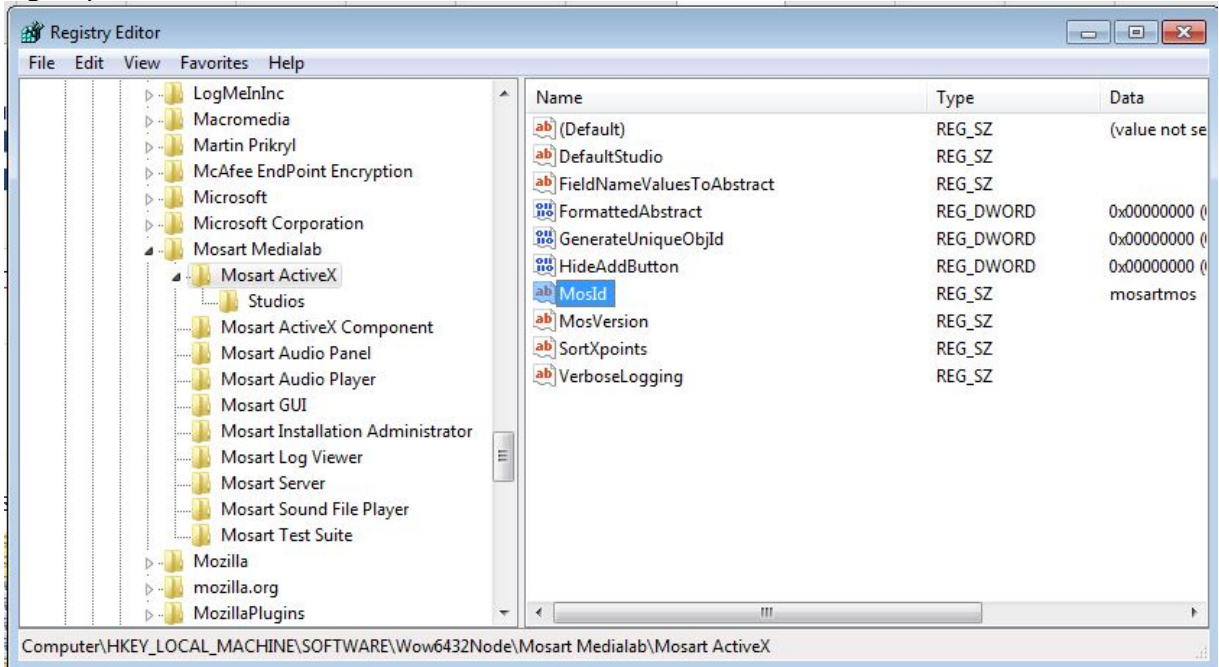 Registry Editor
File Edit View Favorites Help
LogMeInInc
Macromedia
Martin Prikryl
McAfee EndPoint Encryption
Microsoft
Microsoft Corporation
Mosart Medialab
Mosart ActiveX
Studios
Mosart ActiveX Component
Mosart Audio Panel
Mosart Audio Player
Mosart GUI
Mosart Installation Administrator
Mosart Log Viewer
Mosart Server
Mosart Sound File Player
Mosart Test Suite
Mozilla
mozilla.org
MozillaPlugins
Name Type Data
(Default) REG_SZ (value not se
DefaultStudio REG_SZ
FieldNameValuesToAbstract REG_SZ
FormattedAbstract REG_DWORD 0x00000000 (
GenerateUniqueObjId REG_DWORD 0x00000000 (
HideAddButton REG_DWORD 0x00000000 (
MosId REG_SZ mosartmos
MosVersion REG_SZ
SortXpoints REG_SZ
VerboseLogging REG_SZ
Computer\HKEY_LOCAL_MACHINE\SOFTWARE\Wow6432Node\Mosart Medialab\Mosart ActiveX